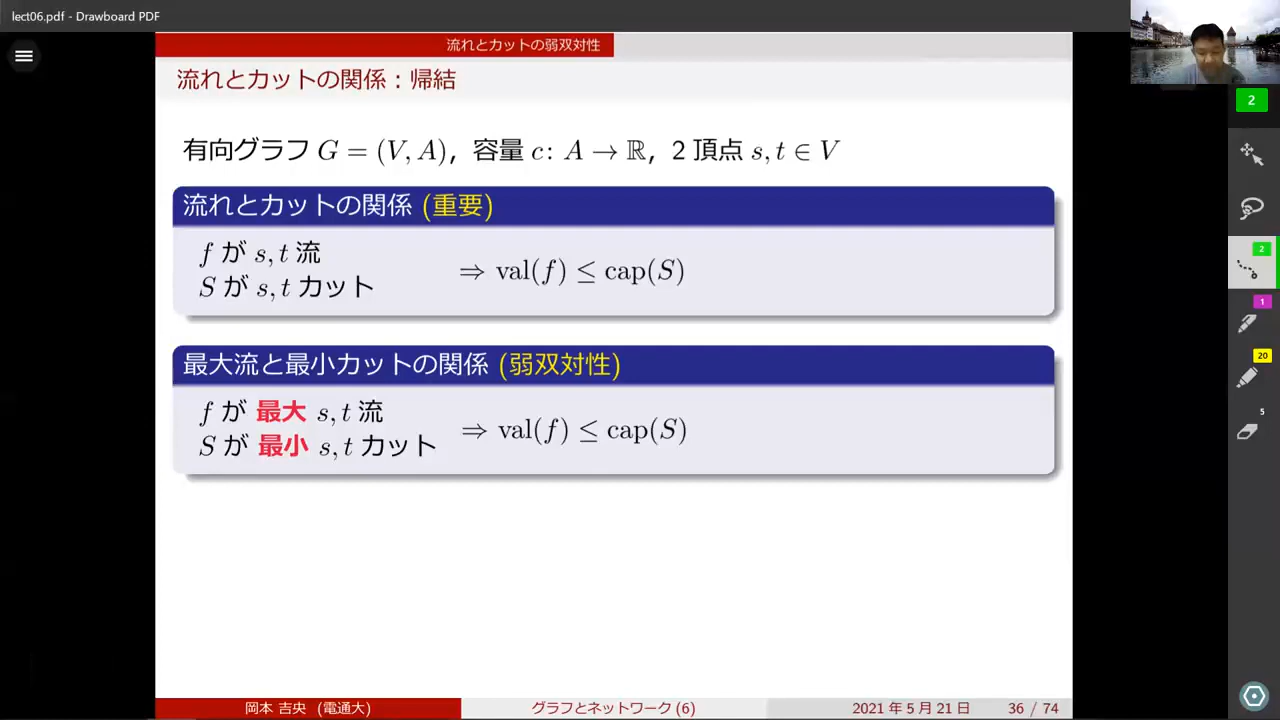 lect06.pdf - Drawboard PDF
流れとカットの弱双対性
流れとカットの関係：帰結
有向グラフ G = (V, A), 容量 c: A → ℝ, 2 頂点 s, t ∈ V
流れとカットの関係 (重要)
f が s, t 流
S が s, t カット
⇒ val(f) ≤ cap(S)
最大流と最小カットの関係 (弱双対性)
f が 最大 s, t 流
S が 最小 s, t カット
⇒ val(f) ≤ cap(S)
岡本 吉央 (電通大)
グラフとネットワーク (6)
2021 年 5 月 21 日
36 / 74
2
2
1
20
5